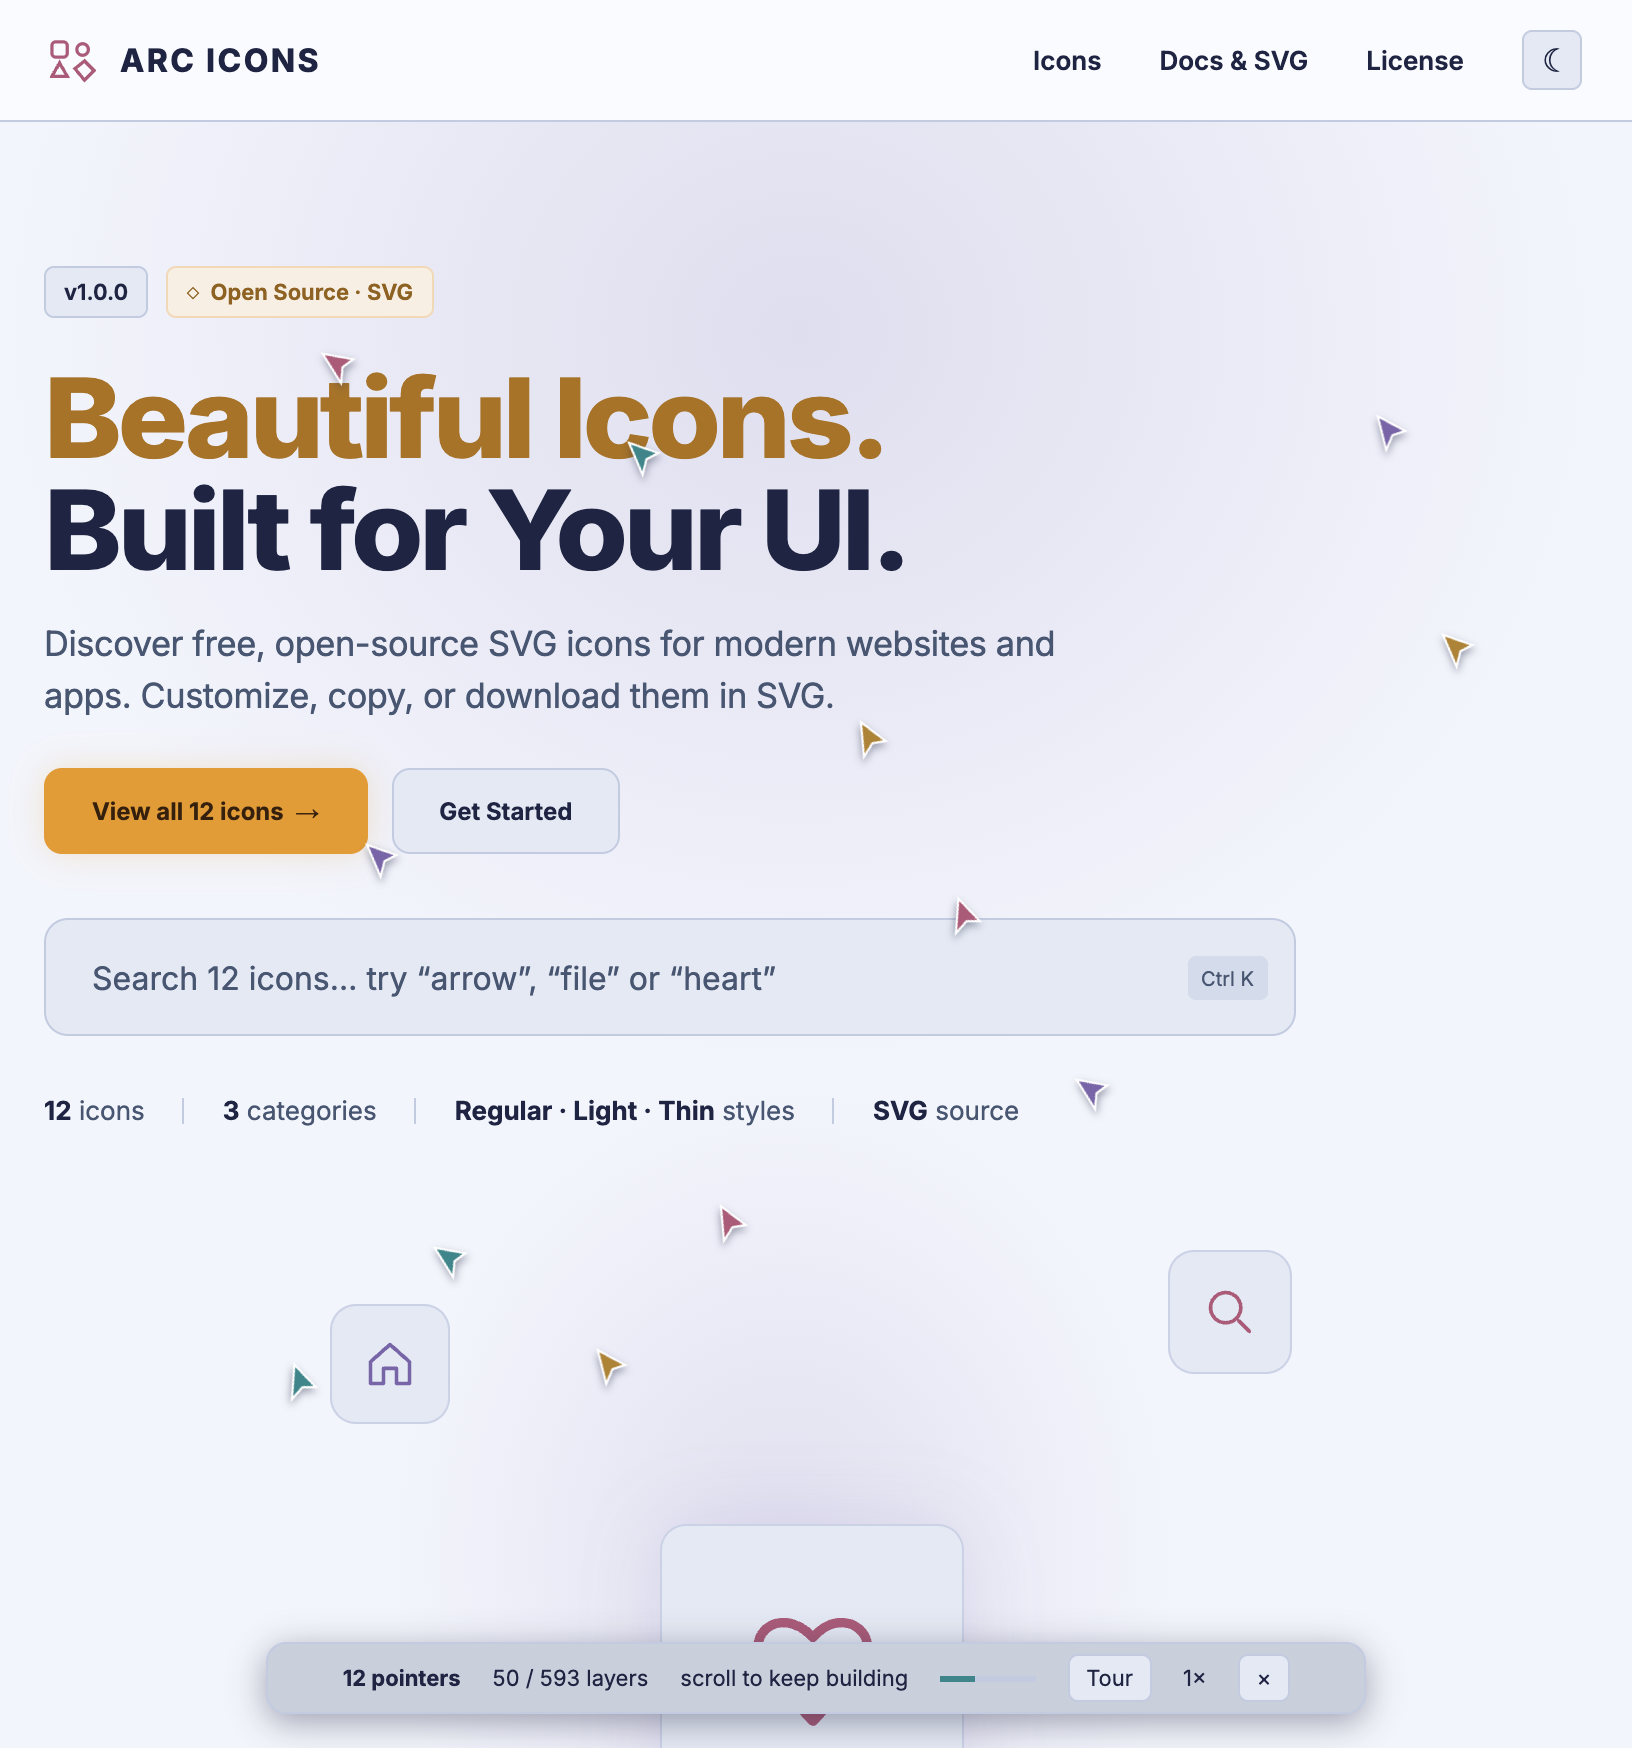 ARC ICONS
Icons Docs & SVG License
v1.0.0 Open Source · SVG
Beautiful Icons.
Built for Your UI.
Discover free, open-source SVG icons for modern websites and
apps. Customize, copy, or download them in SVG.
View all 12 icons → Get Started
Search 12 icons... try “arrow”, “file” or “heart” Ctrl K
12 icons 3 categories Regular · Light · Thin styles SVG source
12 pointers 50 / 593 layers scroll to keep building Tour 1× ×